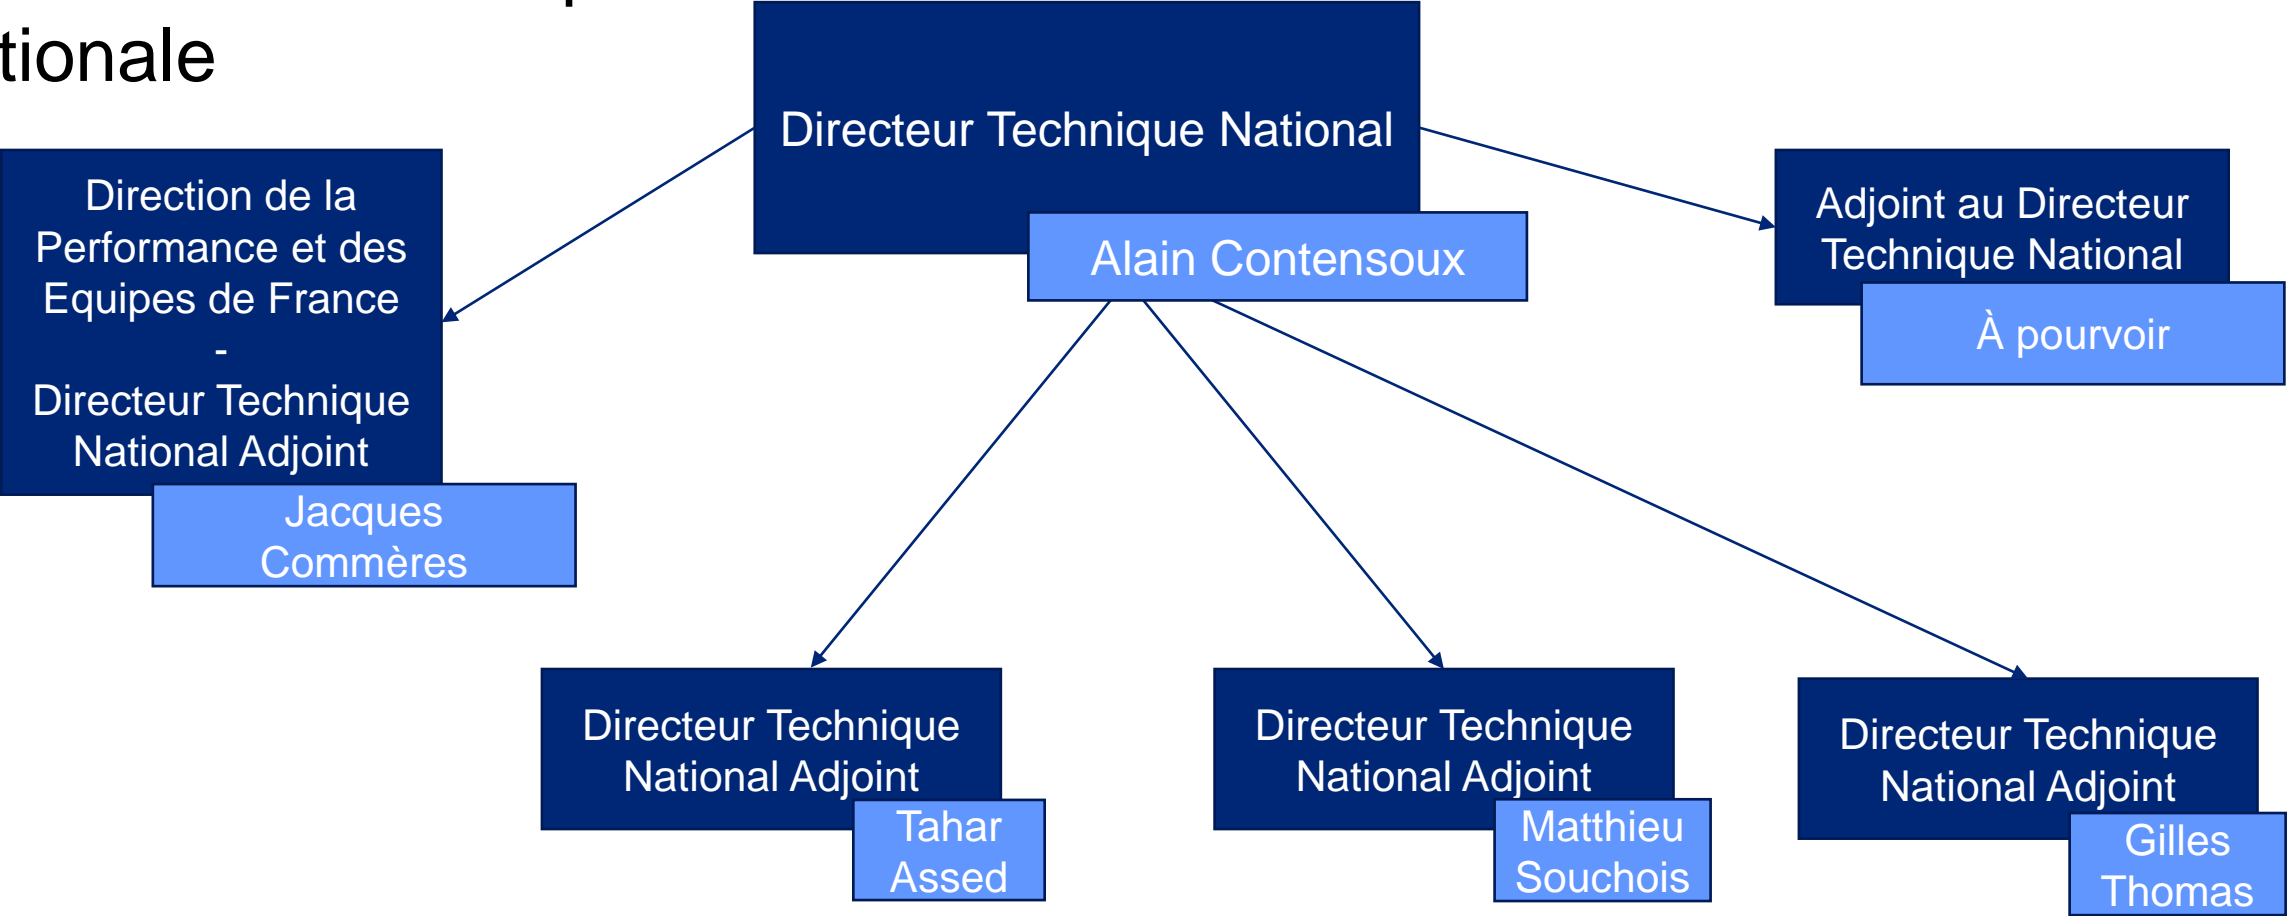 tionale
Directeur Technique National
Alain Contensoux
Direction de la
Performance et des
Equipes de France
-
Directeur Technique
National Adjoint
Jacques
Commères
Adjoint au Directeur
Technique National
À pourvoir
Directeur Technique
National Adjoint
Tahar
Assed
Directeur Technique
National Adjoint
Matthieu
Souchois
Directeur Technique
National Adjoint
Gilles
Thomas